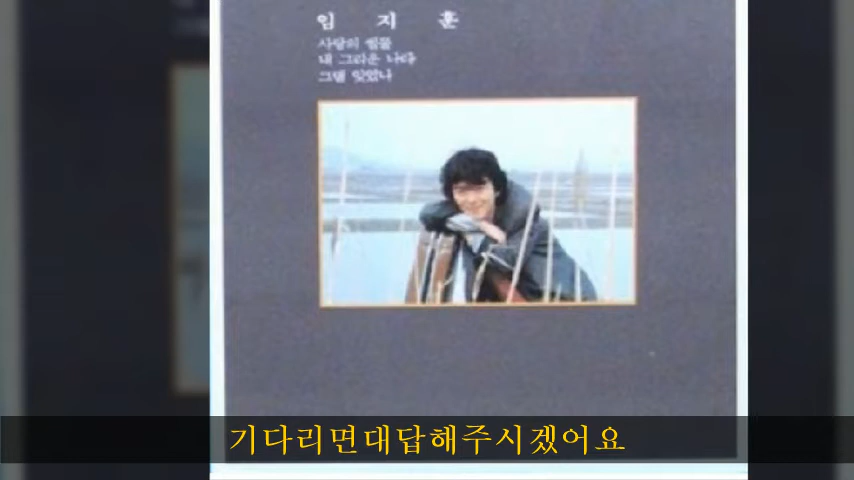 임 지 훈
사랑의 썰물
내 그리운 나라
그댈 잊었나
기다리면대답해주시겠어요